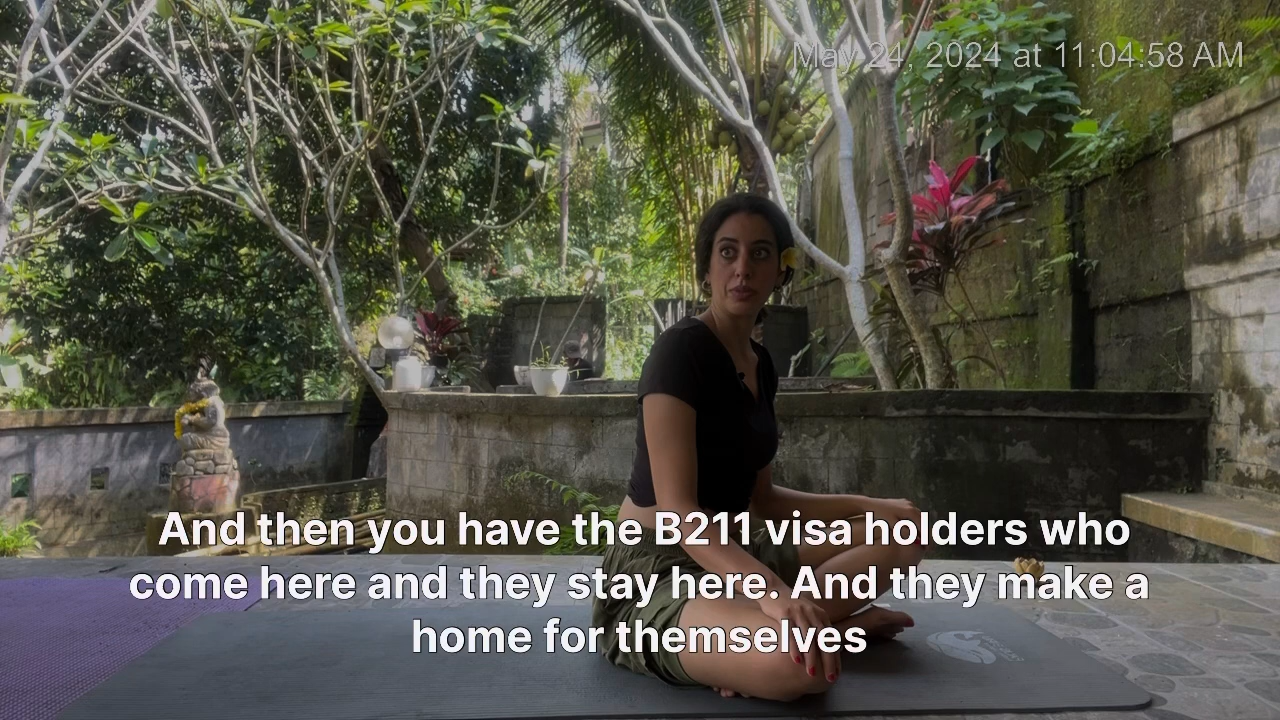 May 24, 2024 at 11:04:58 AM
And then you have the B211 visa holders who
come here and they stay here. And they make a
home for themselves